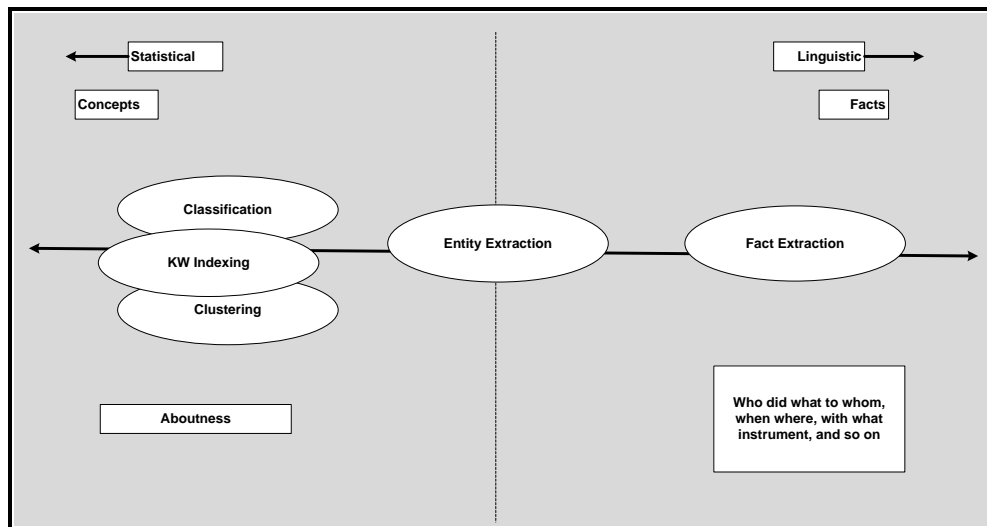 Statistical
Linguistic
Concepts
Facts
Classification
KW Indexing
Clustering
Entity Extraction
Fact Extraction
Aboutness
Who did what to whom,
when where, with what
instrument, and so on